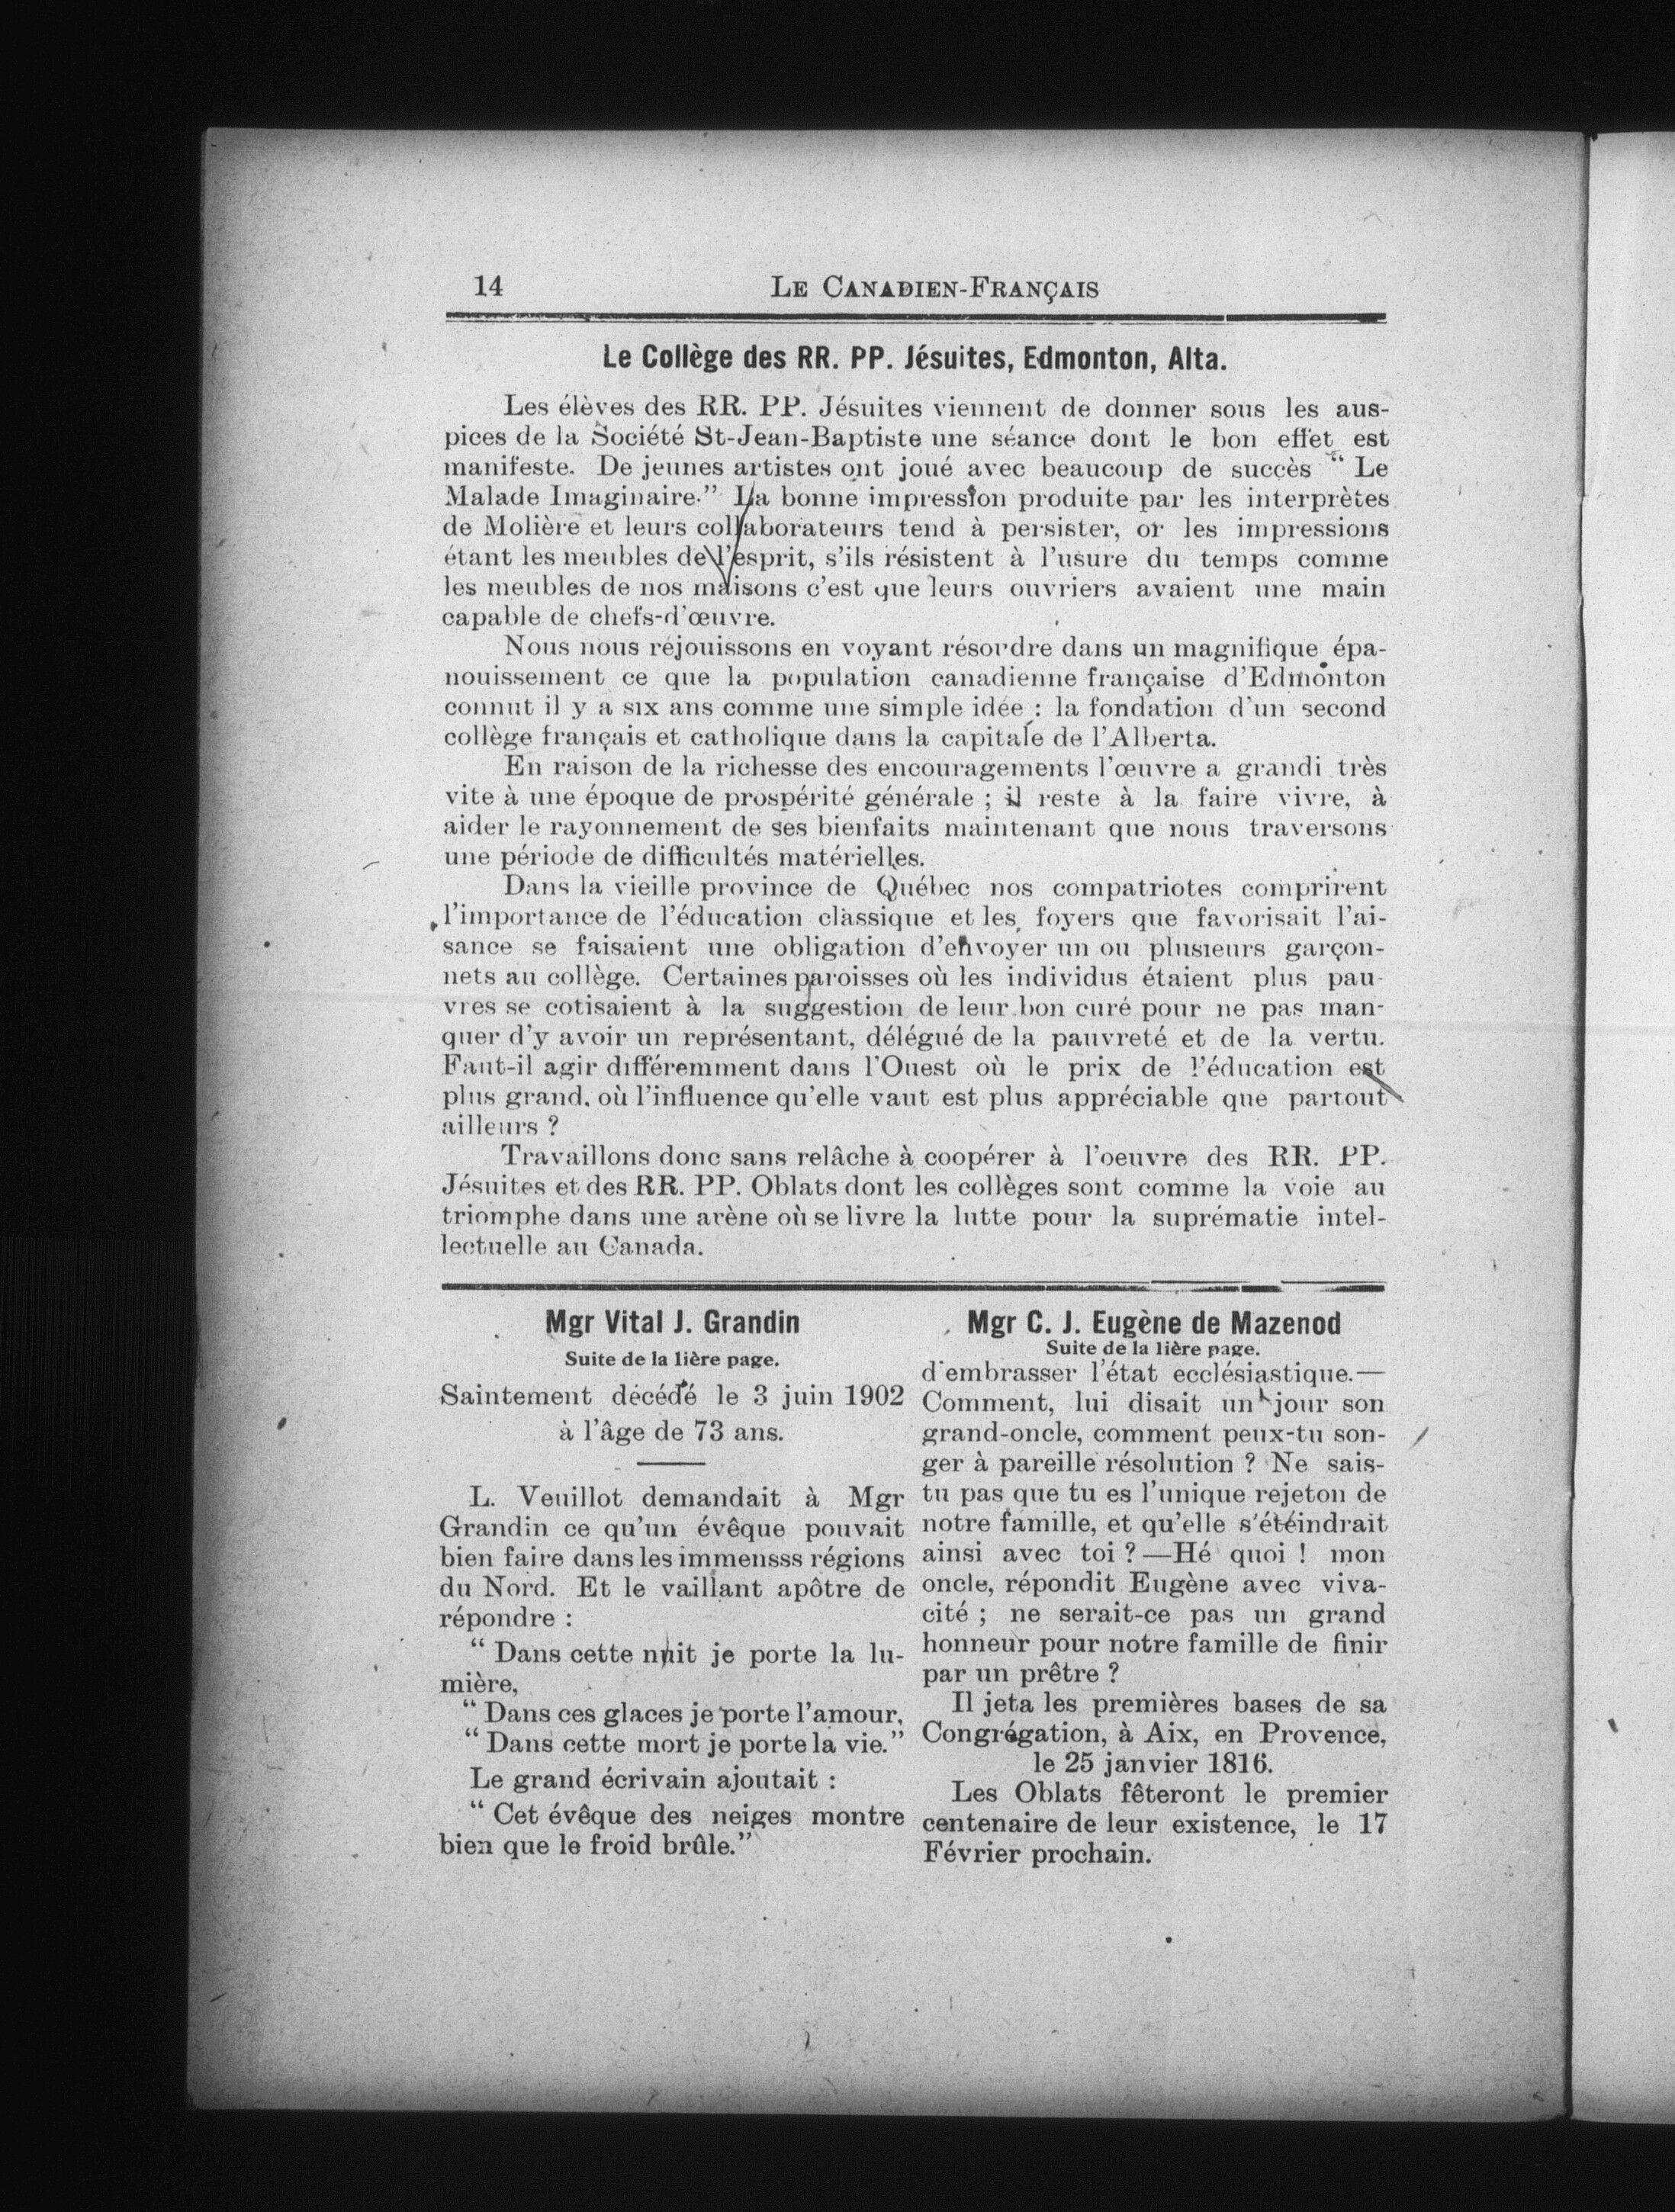 14
LE CANADIEN-FRANÇAIS
Le Collège des RR. PP. Jésuites, Edmonton, Alta.
Les élèves des RR. PP. Jésuites viennent de donner sous les aus-
pices de la Société St-Jean-Baptiste une séance dont le bon effet est
manifeste. De jeunes artistes ont joué avec beaucoup de succès “ Le
Malade Imaginaire.” La bonne impression produite par les interprètes
de Molière et leurs collaborateurs tend à persister, or les impressions
étant les meubles de l’esprit, s’ils résistent à l’usure du temps comme
les meubles de nos maisons c’est que leurs ouvriers avaient une main
capable de chefs-d’œuvre.
Nous nous réjouissons en voyant résordre dans un magnifique épa-
nouissement ce que la population canadienne française d’Edmonton
connut il y a six ans comme une simple idée : la fondation d’un second
collège français et catholique dans la capitale de l’Alberta.
En raison de la richesse des encouragements l’œuvre a grandi très
vite à une époque de prospérité générale ; il reste à la faire vivre, à
aider le rayonnement de ses bienfaits maintenant que nous traversons
une période de difficultés matérielles.
Dans la vieille province de Québec nos compatriotes comprirent
l’importance de l’éducation classique et les foyers que favorisait l’ai-
sance se faisaient une obligation d’envoyer un ou plusieurs garçon-
nets au collège. Certaines paroisses où les individus étaient plus pau-
vres se cotisaient à la suggestion de leur bon curé pour ne pas man-
quer d’y avoir un représentant, délégué de la pauvreté et de la vertu.
Faut-il agir différemment dans l’Ouest où le prix de l’éducation est
plus grand, où l’influence qu’elle vaut est plus appréciable que partout
ailleurs ?
Travaillons donc sans relâche à coopérer à l’oeuvre des RR. PP.
Jésuites et des RR. PP. Oblats dont les collèges sont comme la voie au
triomphe dans une arène où se livre la lutte pour la suprématie intel-
lectuelle au Canada.
Mgr Vital J. Grandin
Suite de la 1ière page.
Saintement décédé le 3 juin 1902
à l’âge de 73 ans.
L. Veuillot demandait à Mgr
Grandin ce qu’un évêque pouvait
bien faire dans les immensss régions
du Nord. Et le vaillant apôtre de
répondre :
“ Dans cette nuit je porte la lu-
mière,
“ Dans ces glaces je porte l’amour,
“ Dans cette mort je porte la vie.”
Le grand écrivain ajoutait :
“ Cet évêque des neiges montre
bien que le froid brûle.”
Mgr C. J. Eugène de Mazenod
Suite de la 1ière page.
d’embrasser l’état ecclésiastique.—
Comment, lui disait un jour son
grand-oncle, comment peux-tu son-
ger à pareille résolution ? Ne sais-
tu pas que tu es l’unique rejeton de
notre famille, et qu’elle s’étéindrait
ainsi avec toi ? —Hé quoi ! mon
oncle, répondit Eugène avec viva-
cité ; ne serait-ce pas un grand
honneur pour notre famille de finir
par un prêtre ?
Il jeta les premières bases de sa
Congrégation, à Aix, en Provence,
le 25 janvier 1816.
Les Oblats fêteront le premier
centenaire de leur existence, le 17
Février prochain.